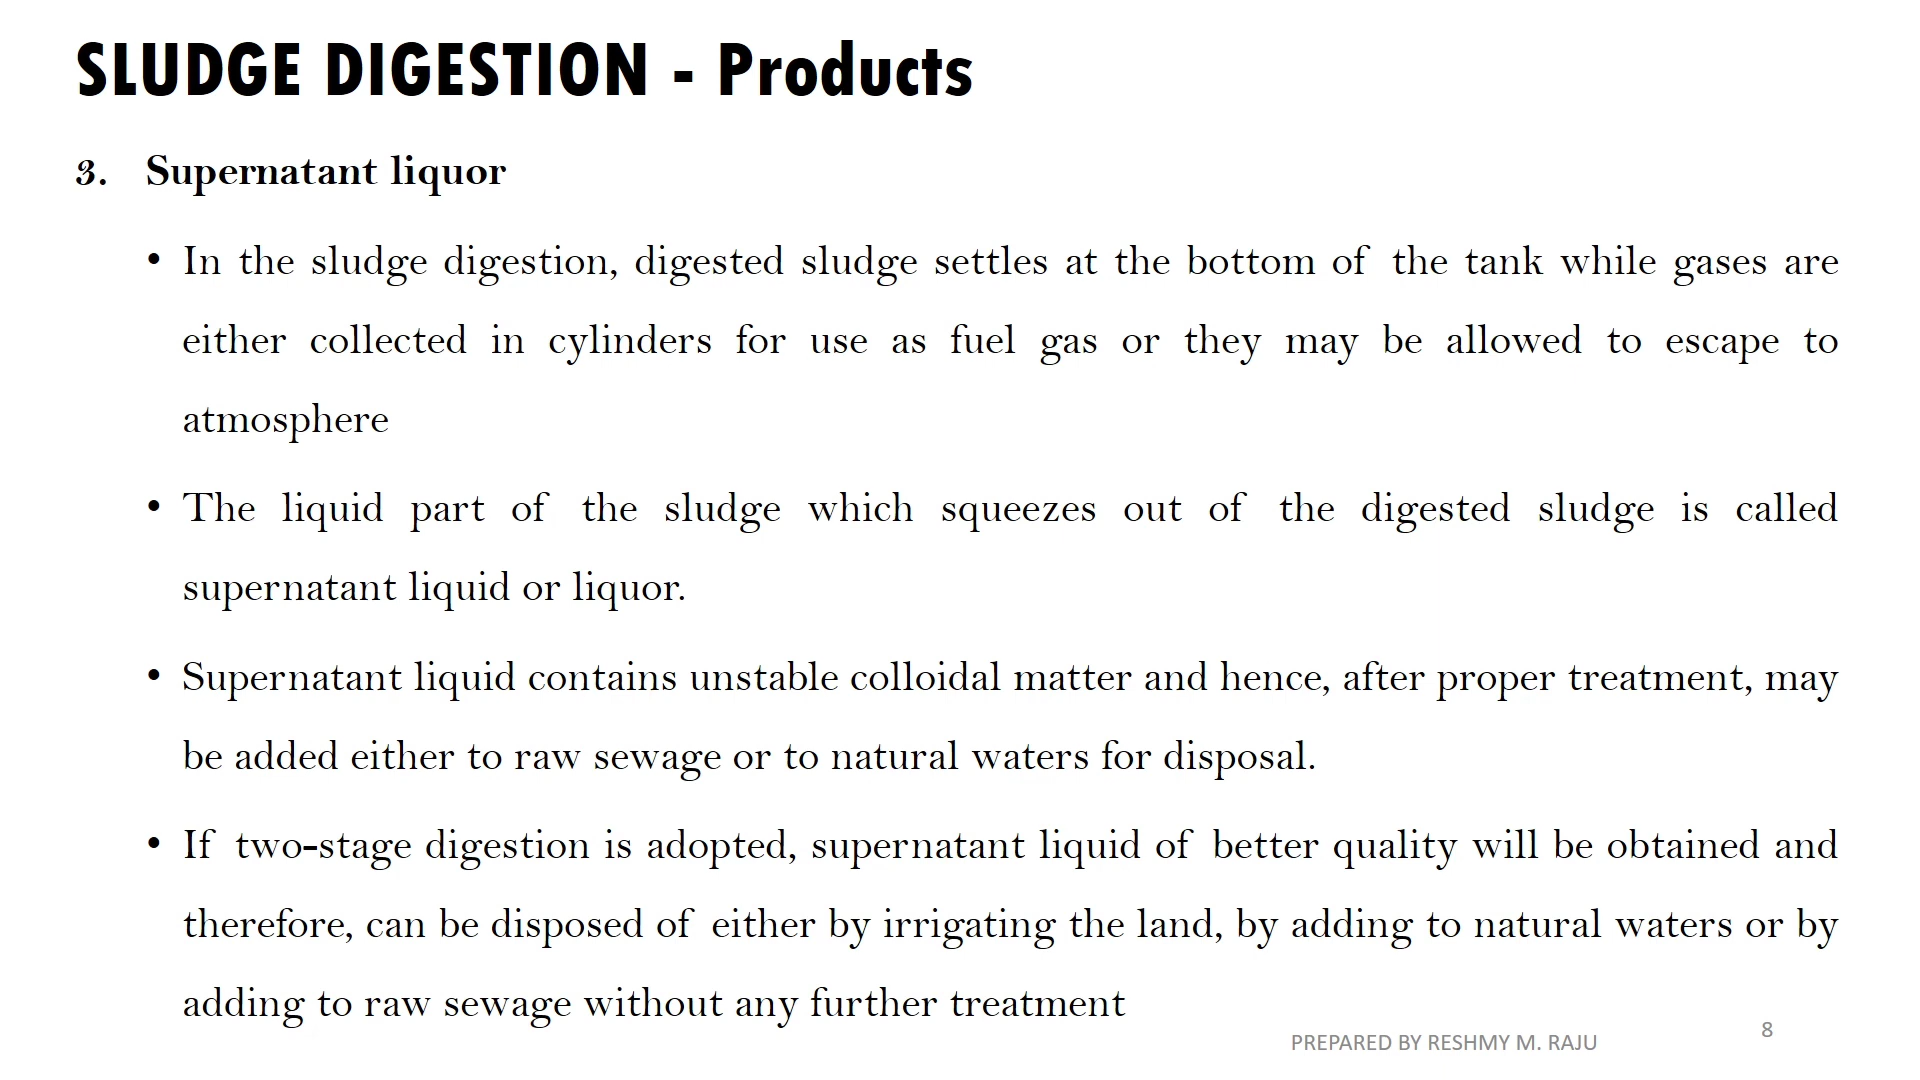 SLUDGE DIGESTION - Products
3. Supernatant liquor
• In the sludge digestion, digested sludge settles at the bottom of the tank while gases are
either collected in cylinders for use as fuel gas or they may be allowed to escape to
atmosphere
• The liquid part of the sludge which squeezes out of the digested sludge is called
supernatant liquid or liquor.
• Supernatant liquid contains unstable colloidal matter and hence, after proper treatment, may
be added either to raw sewage or to natural waters for disposal.
• If two-stage digestion is adopted, supernatant liquid of better quality will be obtained and
therefore, can be disposed of either by irrigating the land, by adding to natural waters or by
adding to raw sewage without any further treatment
PREPARED BY RESHMY M. RAJU
8